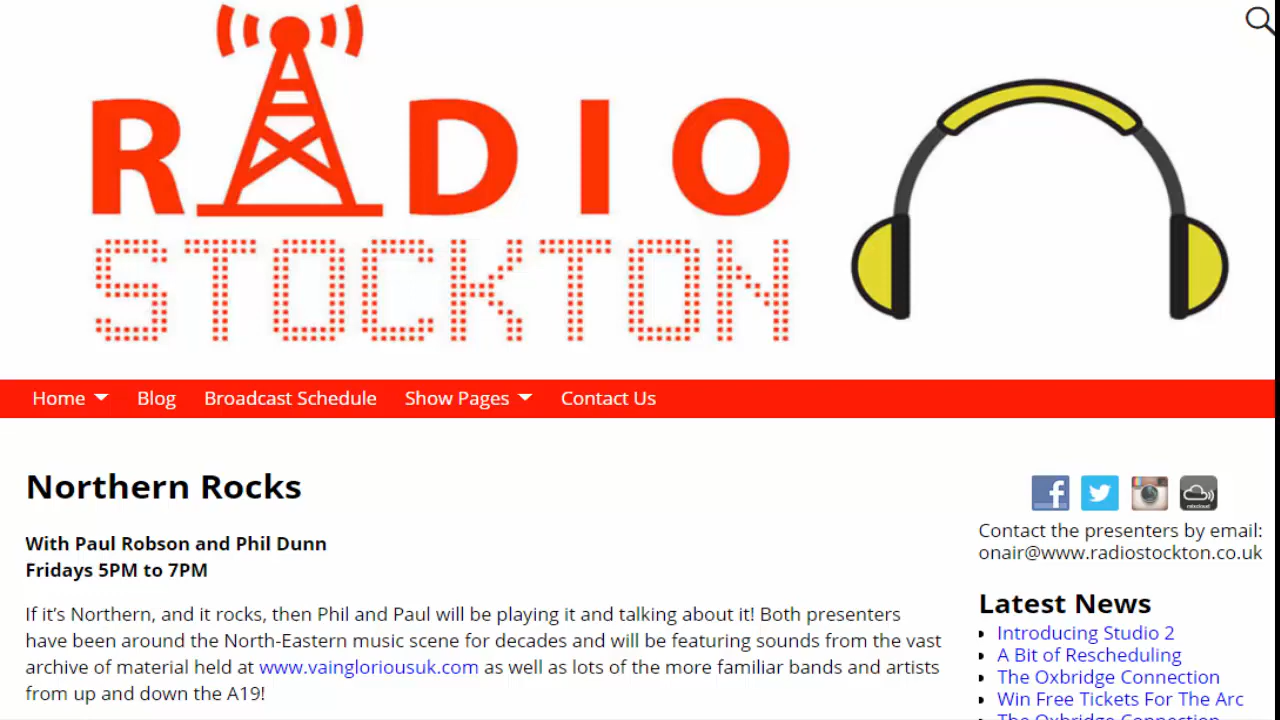 RADIO
STOCKTON
Home Blog Broadcast Schedule Show Pages Contact Us
Northern Rocks
With Paul Robson and Phil Dunn
Fridays 5PM to 7PM
If it's Northern, and it rocks, then Phil and Paul will be playing it and talking about it! Both presenters
have been around the North-Eastern music scene for decades and will be featuring sounds from the vast
archive of material held at www.vaingloriousuk.com as well as lots of the more familiar bands and artists
from up and down the A19!
mixcloud
Contact the presenters by email:
onair@www.radiostockton.co.uk
Latest News
Introducing Studio 2
A Bit of Rescheduling
The Oxbridge Connection
Win Free Tickets For The Arc
The Oxbridge Connection